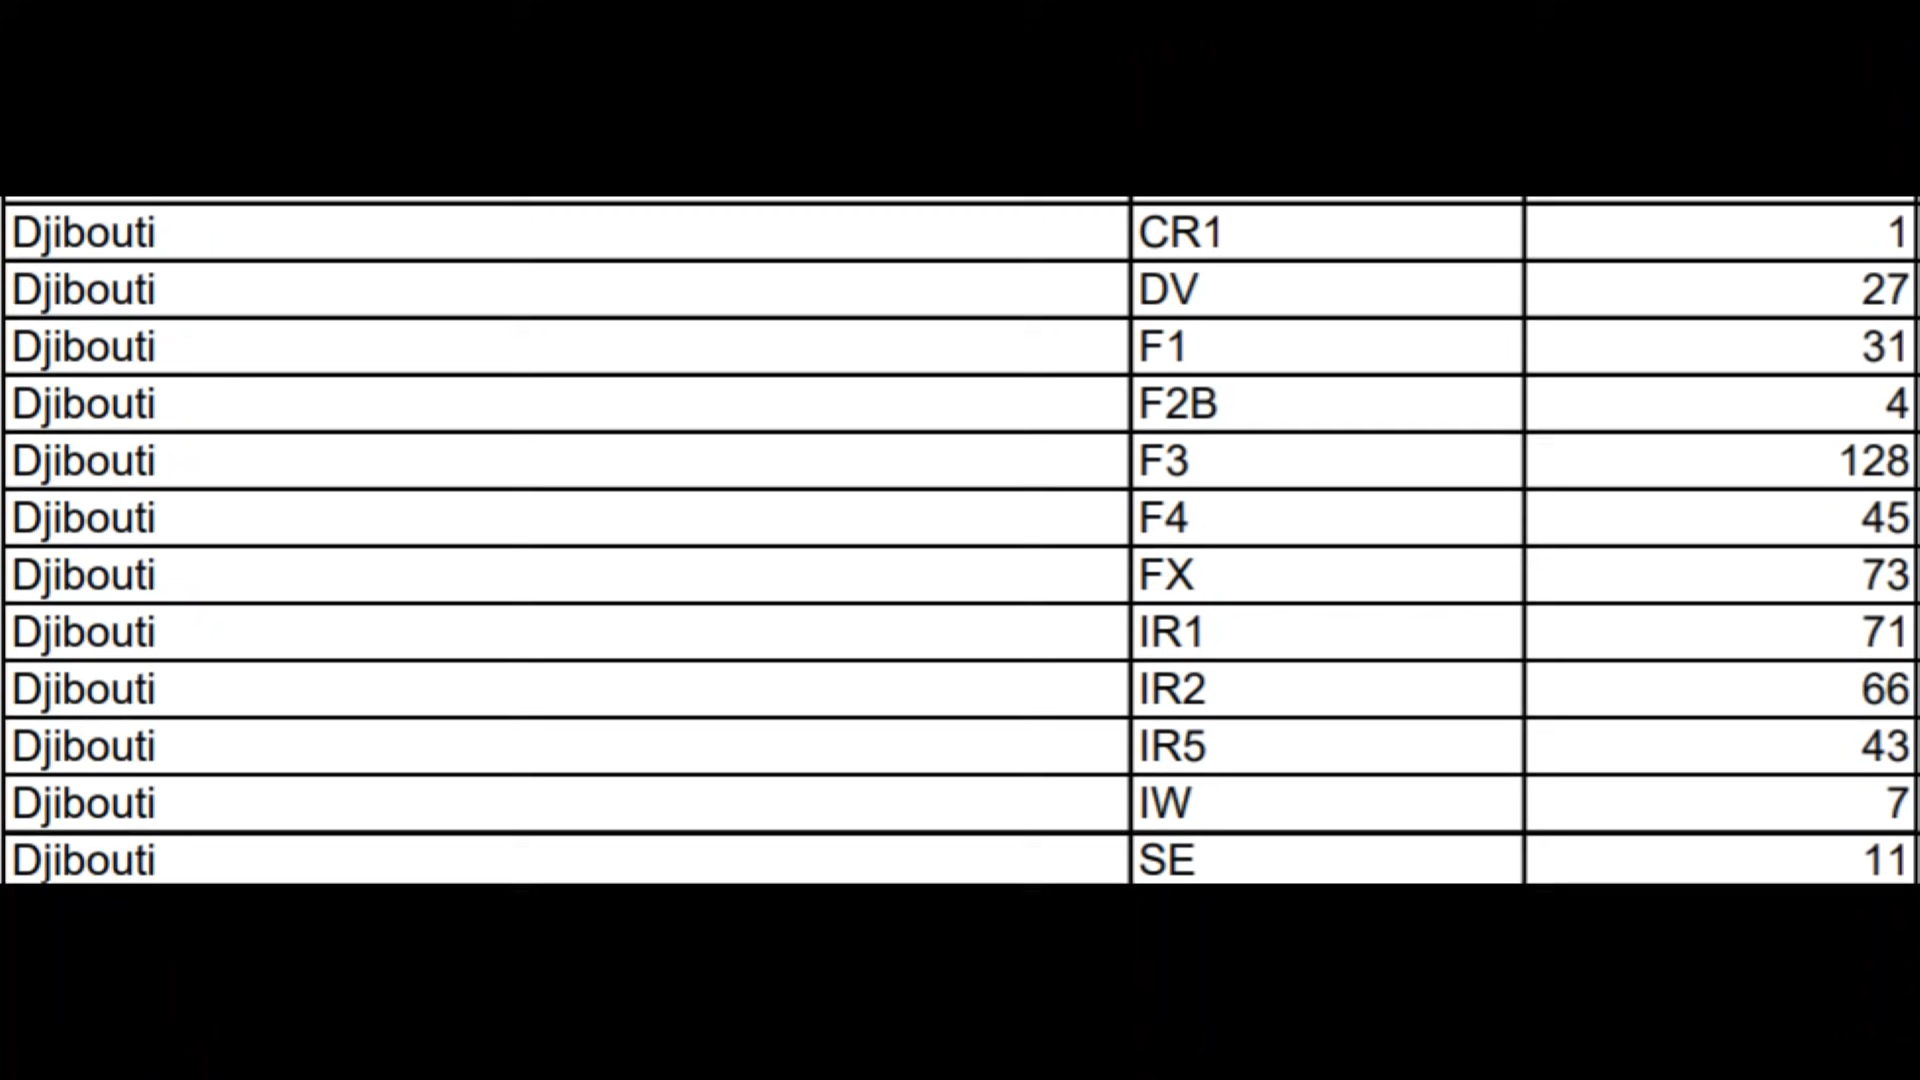 Djibouti CR1 1
Djibouti DV 27
Djibouti F1 31
Djibouti F2B 4
Djibouti F3 128
Djibouti F4 45
Djibouti FX 73
Djibouti IR1 71
Djibouti IR2 66
Djibouti IR5 43
Djibouti IW 7
Djibouti SE 11